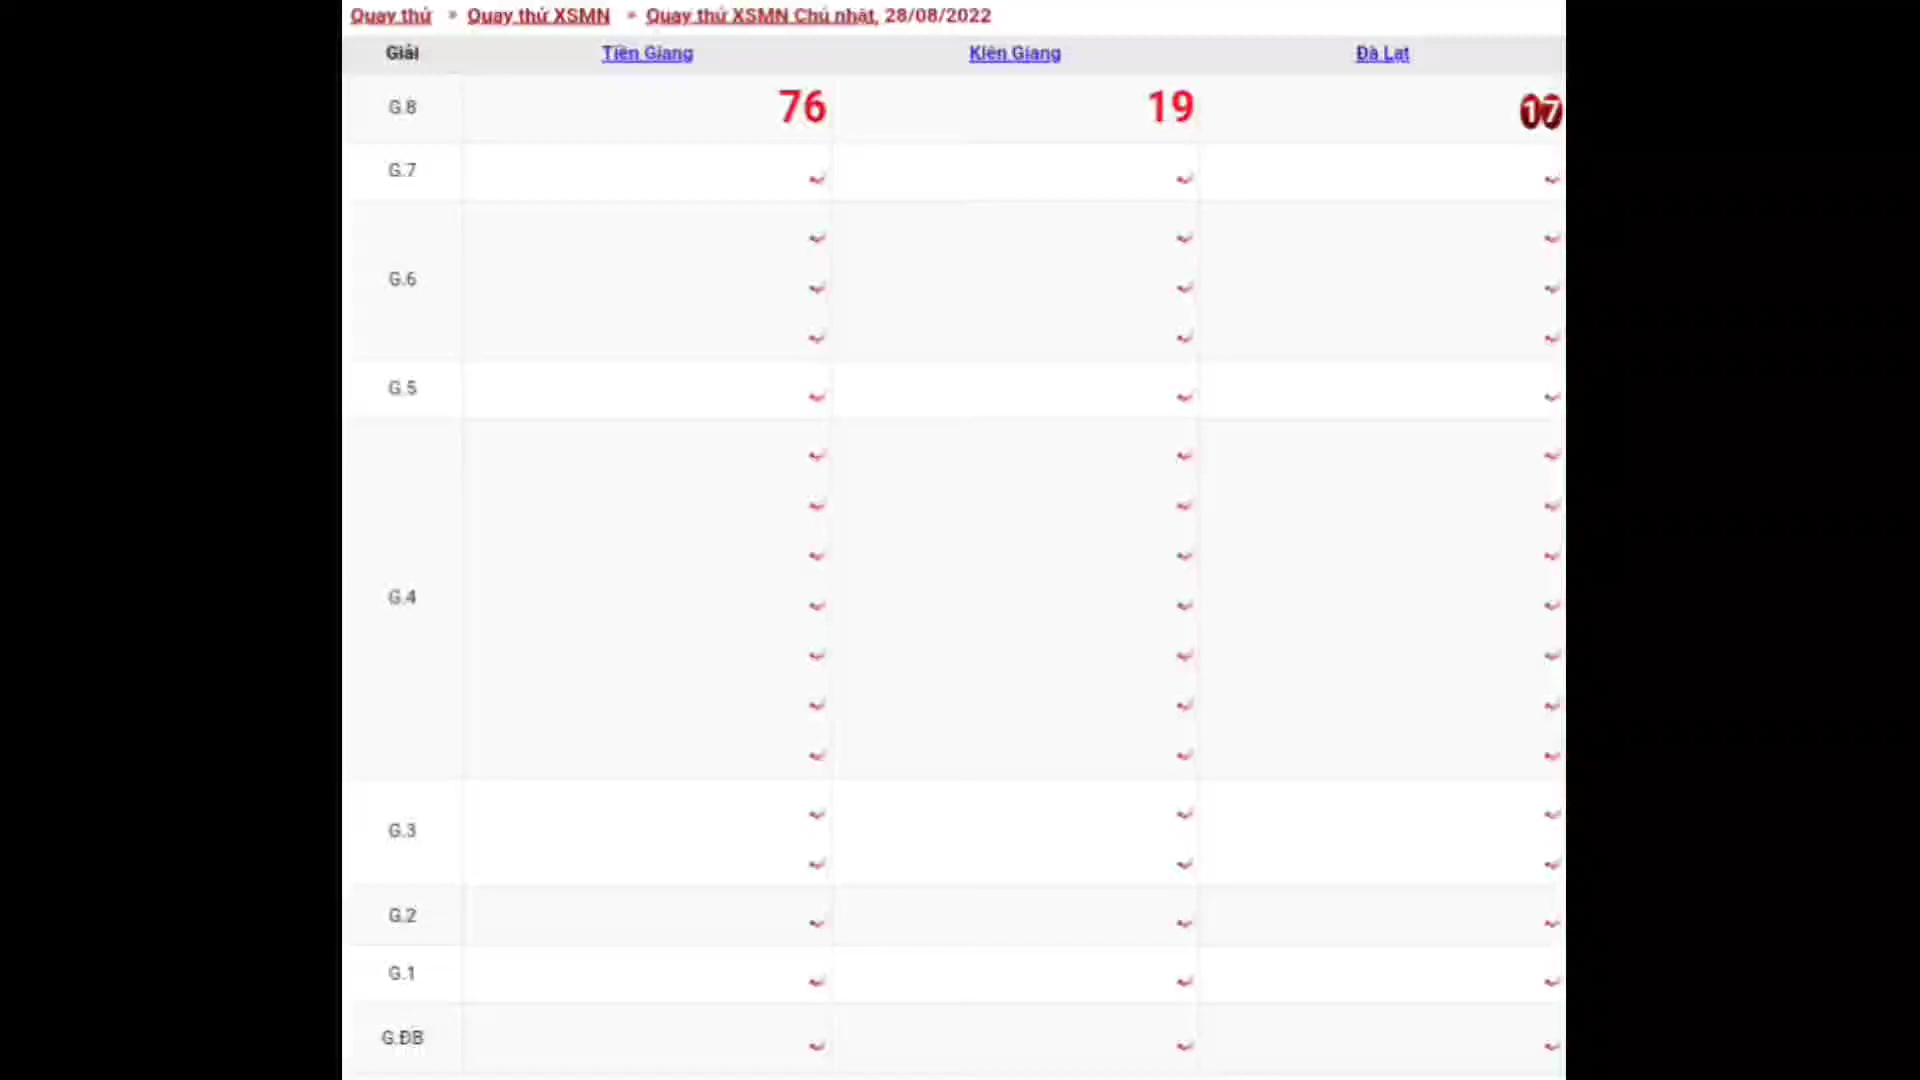 Quay thử » Quay thử XSMN » Quay thử XSMN Chủ nhật, 28/08/2022
Giải Tiền Giang Kiên Giang Đà Lạt
G.8 76 19 17
G.7
G.6
G.5
G.4
G.3
G.2
G.1
G.ĐB